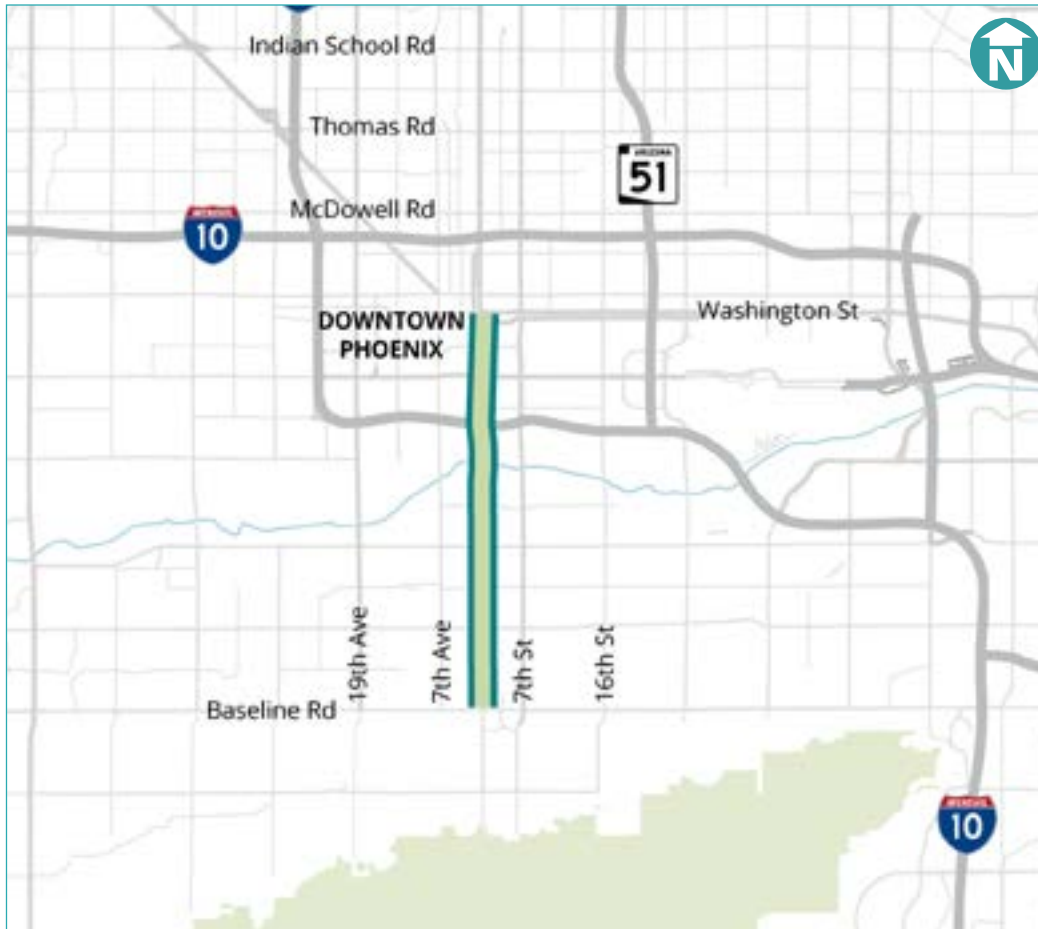 Indian School Rd
N
Thomas Rd
ARIZONA
51
McDowell Rd
10
Washington St
DOWNTOWN
PHOENIX
19th Ave
7th Ave
7th St
16th St
Baseline Rd
10